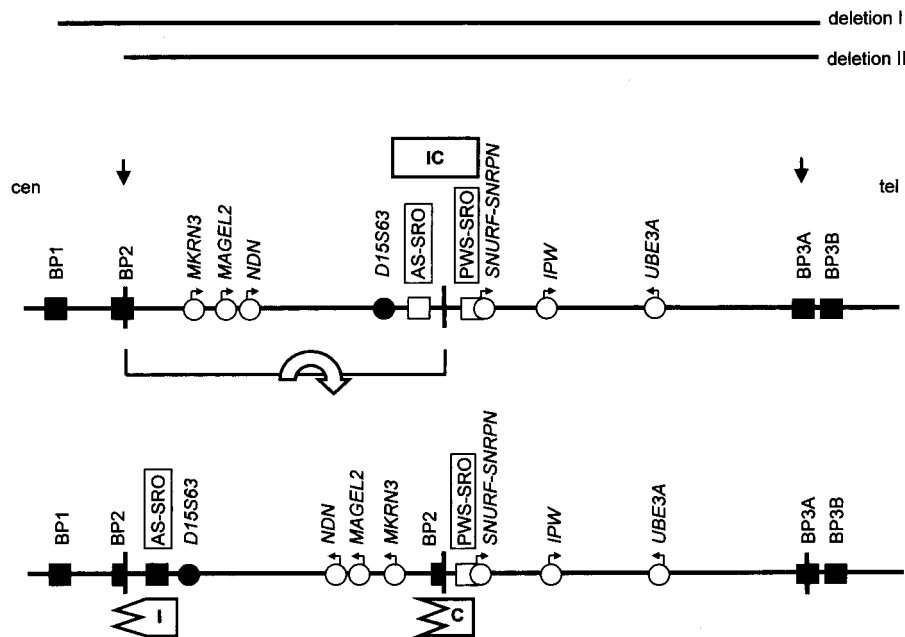 deletion I
deletion II
IC
cen
tel
BP1
BP2
MKRN3
MAGEL2
NDN
D15S63
AS-SRO
PWS-SRO
SNURF-SNRPN
IPW
UBE3A
BP3A
BP3B
BP1
BP2
AS-SRO
D15S63
NDN
MAGEL2
MKRN3
BP2
PWS-SRO
SNURF-SNRPN
IPW
UBE3A
BP3A
BP3B
I
C